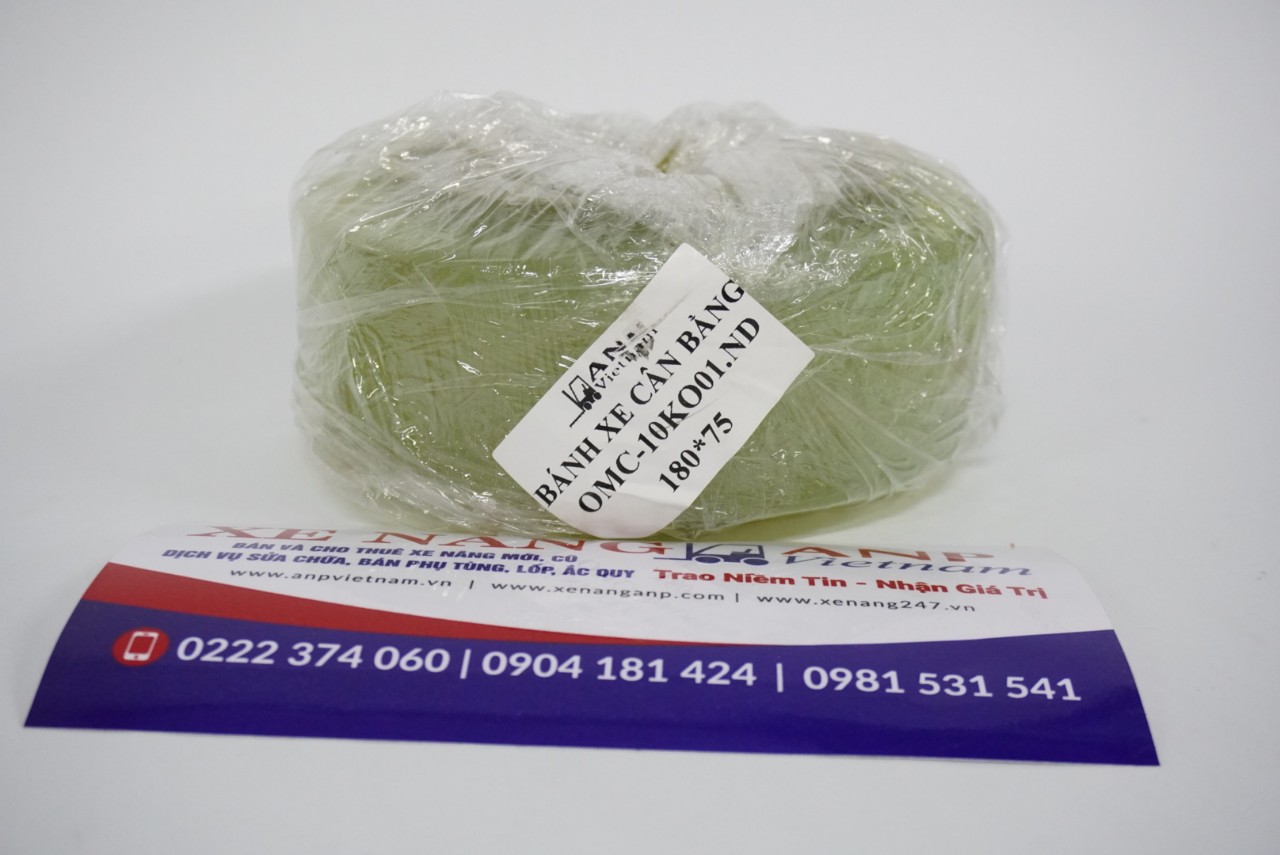 Vietnam
BÁNH XE CÂN BẰNG
OMC-10KO01.ND
180*75
XE NANG ANP
Vietnam
BÁN VÀ CHO THUÊ XE NÂNG MỚI, CŨ
DỊCH VỤ SỬA CHỮA, BÁN PHỤ TÙNG, LỐP, ẮC QUY Trao Niềm Tin - Nhận Giá Trị
www.anpvietnam.vn | www.xenanganp.com | www.xenang247.vn
0222 374 060 | 0904 181 424 | 0981 531 541